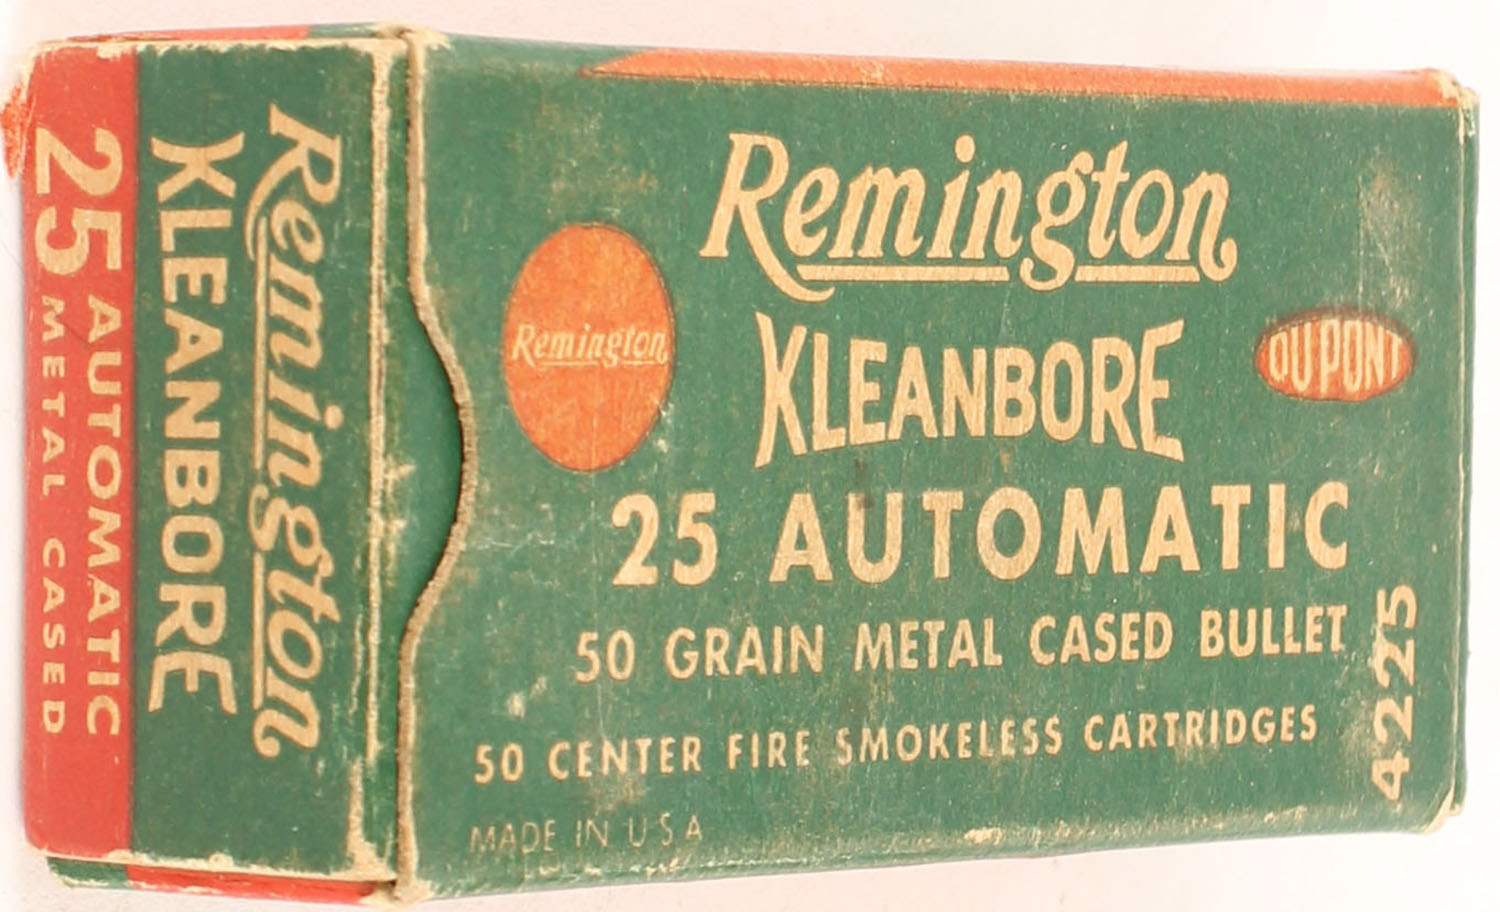 Remington
KLEANBORE
25 AUTOMATIC
METAL CASED
Remington
Remington
KLEANBORE
DU PONT
25 AUTOMATIC
50 GRAIN METAL CASED BULLET
50 CENTER FIRE SMOKELESS CARTRIDGES
MADE IN U S A
4225